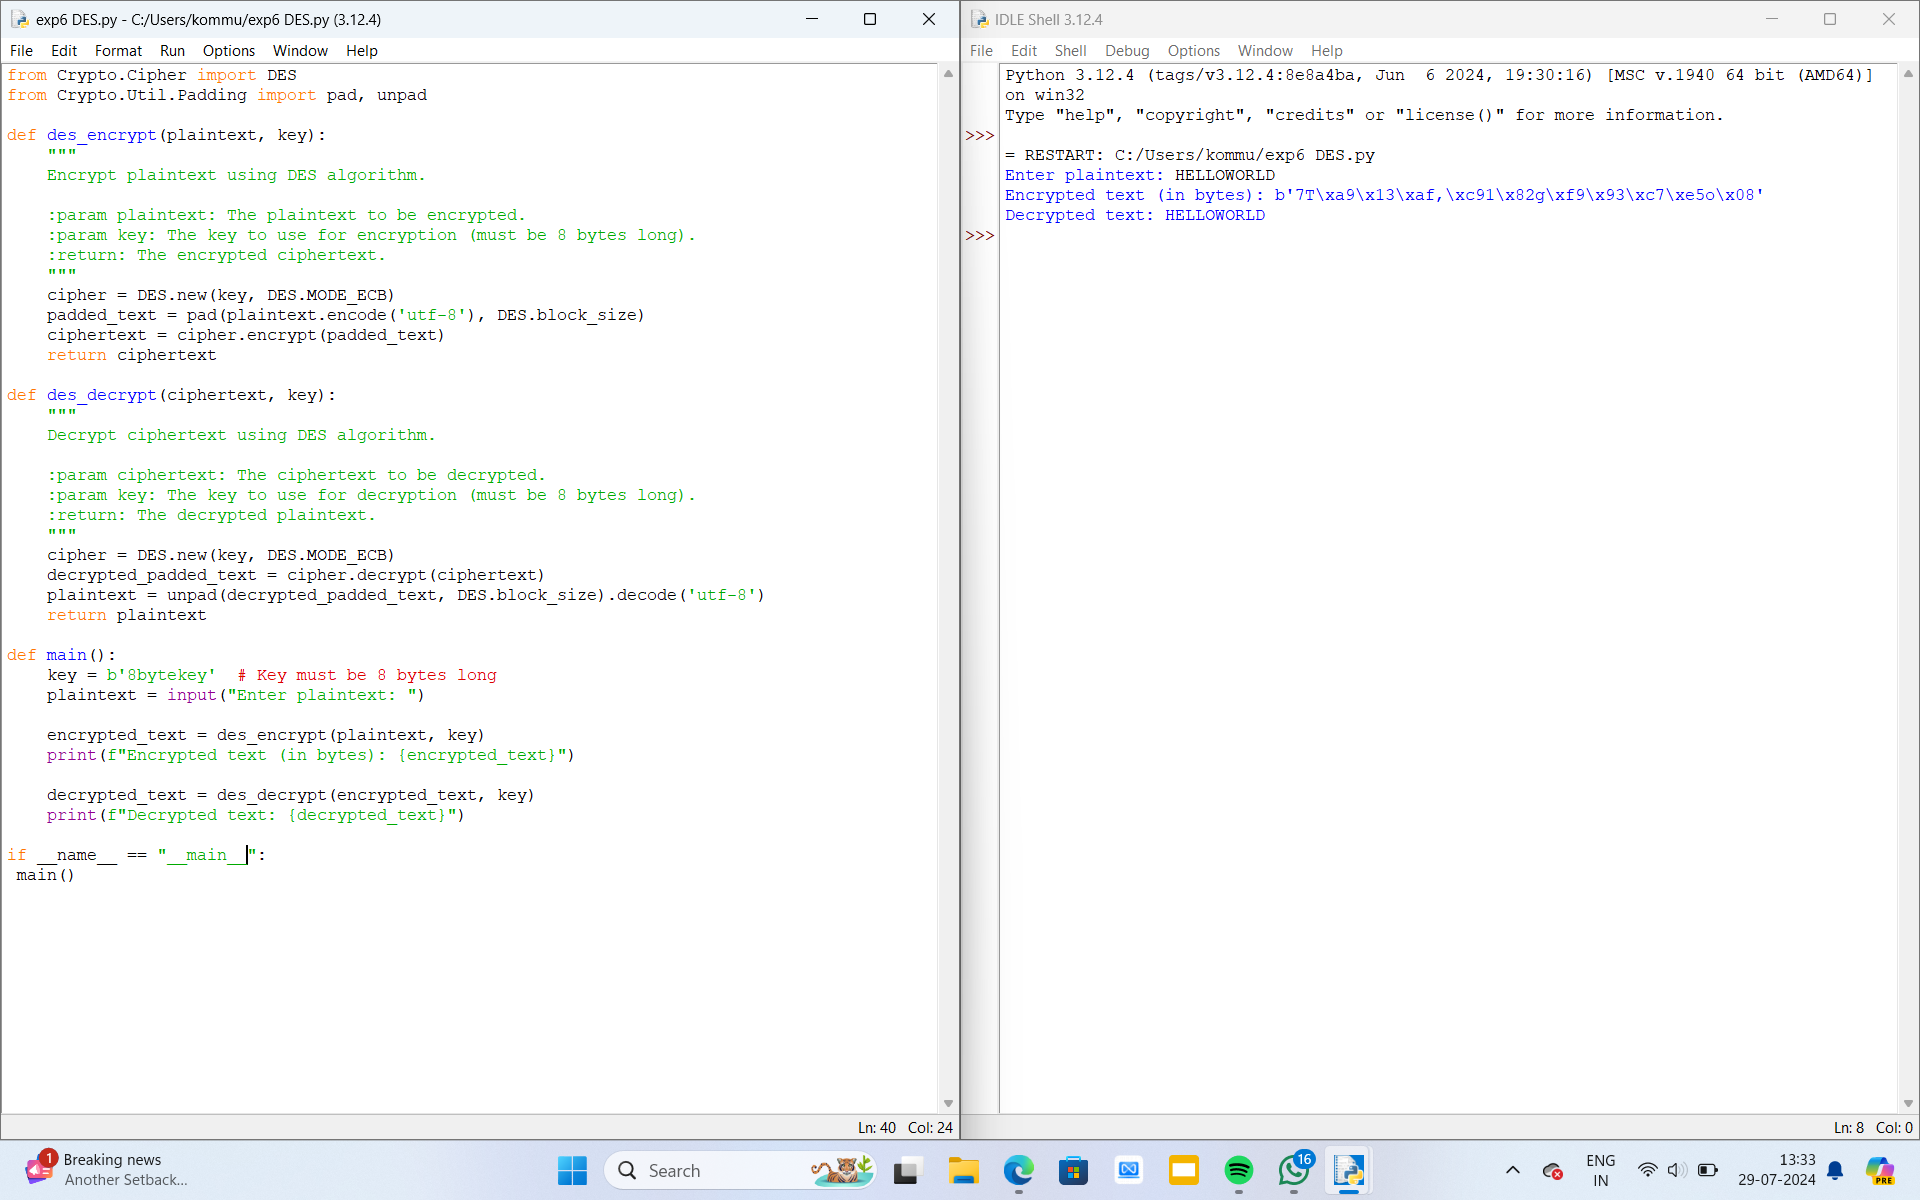 exp6 DES.py - C:/Users/kommu/exp6 DES.py (3.12.4)
File Edit Format Run Options Window Help
from Crypto.Cipher import DES
from Crypto.Util.Padding import pad, unpad
def des_encrypt(plaintext, key):
    """
    Encrypt plaintext using DES algorithm.
    :param plaintext: The plaintext to be encrypted.
    :param key: The key to use for encryption (must be 8 bytes long).
    :return: The encrypted ciphertext.
    """
    cipher = DES.new(key, DES.MODE_ECB)
    padded_text = pad(plaintext.encode('utf-8'), DES.block_size)
    ciphertext = cipher.encrypt(padded_text)
    return ciphertext
def des_decrypt(ciphertext, key):
    """
    Decrypt ciphertext using DES algorithm.
    :param ciphertext: The ciphertext to be decrypted.
    :param key: The key to use for decryption (must be 8 bytes long).
    :return: The decrypted plaintext.
    """
    cipher = DES.new(key, DES.MODE_ECB)
    decrypted_padded_text = cipher.decrypt(ciphertext)
    plaintext = unpad(decrypted_padded_text, DES.block_size).decode('utf-8')
    return plaintext
def main():
    key = b'8bytekey'  # Key must be 8 bytes long
    plaintext = input("Enter plaintext: ")
    encrypted_text = des_encrypt(plaintext, key)
    print(f"Encrypted text (in bytes): {encrypted_text}")
    decrypted_text = des_decrypt(encrypted_text, key)
    print(f"Decrypted text: {decrypted_text}")
if __name__ == "__main__":
 main()
Ln: 40 Col: 24
IDLE Shell 3.12.4
File Edit Shell Debug Options Window Help
Python 3.12.4 (tags/v3.12.4:8e8a4ba, Jun  6 2024, 19:30:16) [MSC v.1940 64 bit (AMD64)]
on win32
Type "help", "copyright", "credits" or "license()" for more information.
>>>
= RESTART: C:/Users/kommu/exp6 DES.py
Enter plaintext: HELLOWORLD
Encrypted text (in bytes): b'7T\xa9\x13\xaf,\xc91\x82g\xf9\x93\xc7\xe5o\x08'
Decrypted text: HELLOWORLD
>>>
Ln: 8 Col: 0
1
Breaking news
Another Setback...
Search
16
ENG
IN
13:33
29-07-2024
PRE